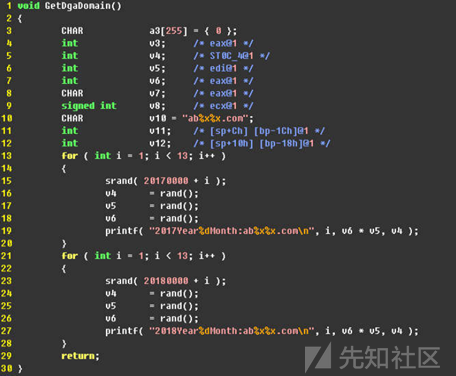 1 void GetDgaDomain()
2 {
3 CHAR a3[255] = { 0 };
4 int v3; /* eax@1 */
5 int v4; /* ST0C_4@1 */
6 int v5; /* edi@1 */
7 int v6; /* eax@1 */
8 CHAR v7; /* eax@1 */
9 signed int v8; /* ecx@1 */
10 CHAR v10 = "ab%x%x.com";
11 int v11; /* [sp+Ch] [bp-1Ch]@1 */
12 int v12; /* [sp+10h] [bp-18h]@1 */
13 for ( int i = 1; i < 13; i++ )
14 {
15 srand( 20170000 + i );
16 v4 = rand();
17 v5 = rand();
18 v6 = rand();
19 printf( "2017Year%dMonth:ab%x%x.com\n", i, v6 * v5, v4 );
20 }
21 for ( int i = 1; i < 13; i++ )
22 {
23 srand( 20180000 + i );
24 v4 = rand();
25 v5 = rand();
26 v6 = rand();
27 printf( "2018Year%dMonth:ab%x%x.com\n", i, v6 * v5, v4 );
28 }
29 return;
30 }
先知社区